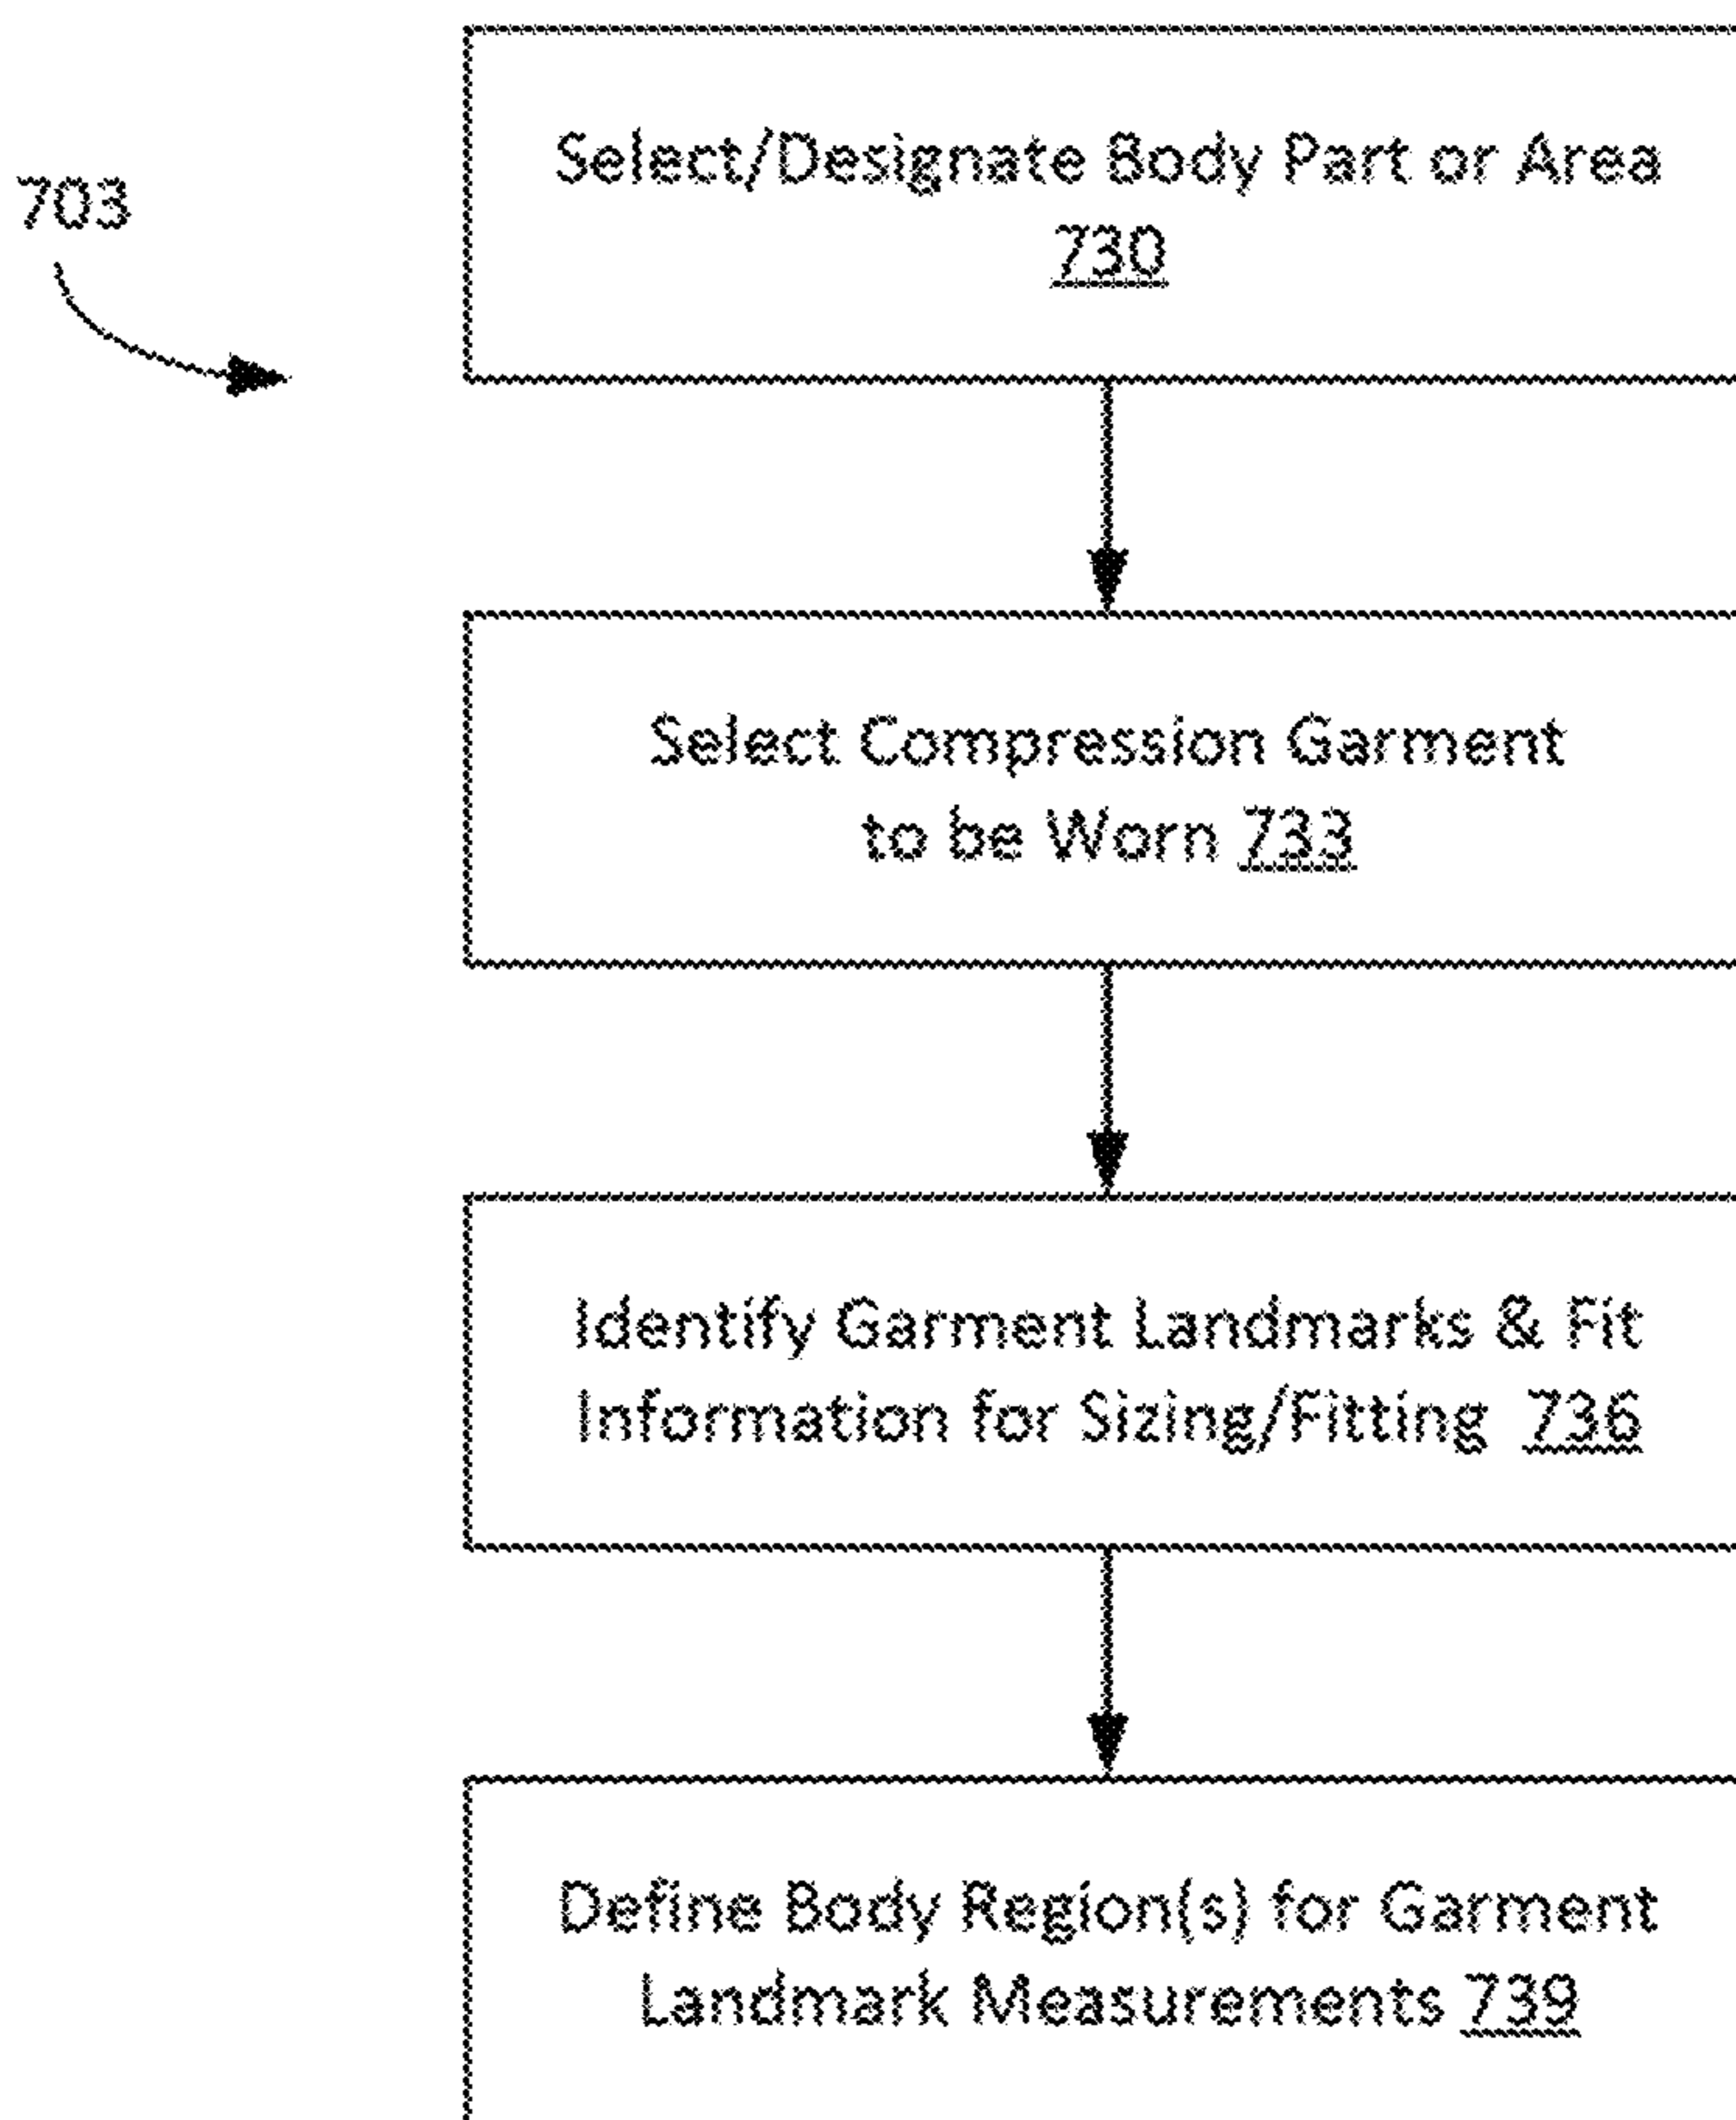 703
Select/Designate Body Part or Area
730
Select Compression Garment
to be Worn 733
Identify Garment Landmarks & Fit
Information for Sizing/Fitting 736
Define Body Region(s) for Garment
Landmark Measurements 739